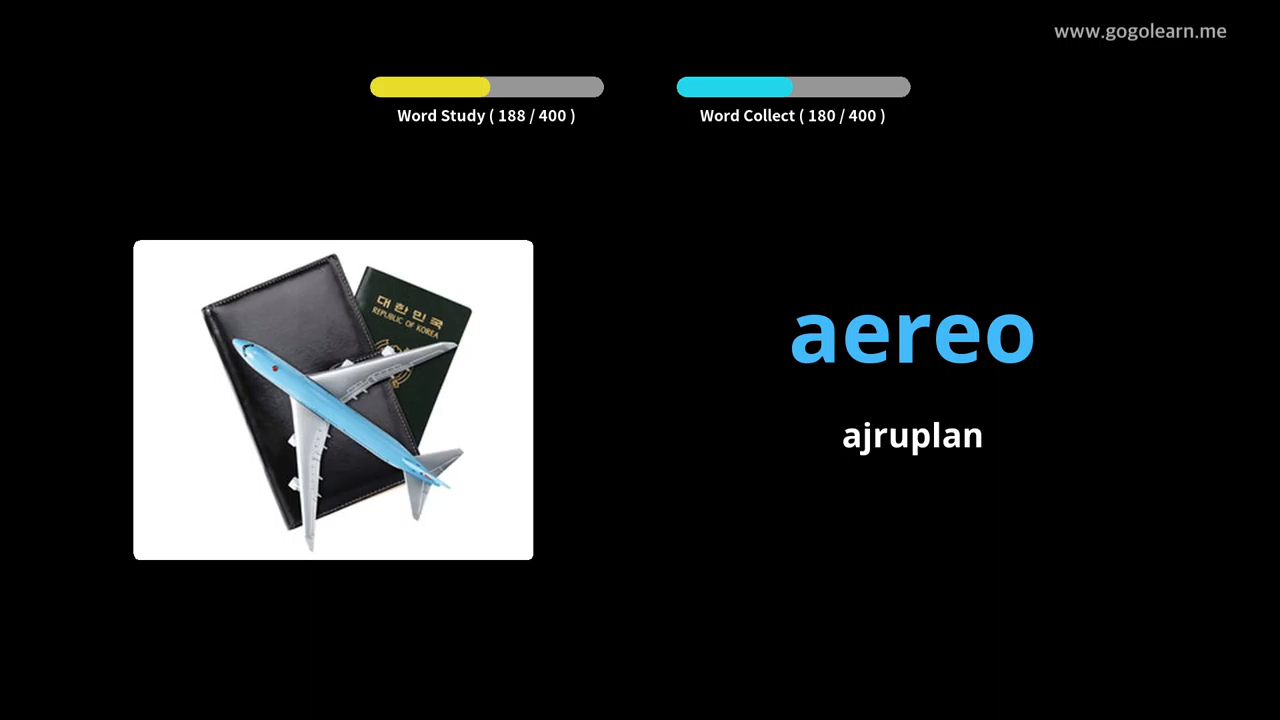 www.gogolearn.me
Word Study ( 188 / 400 )
Word Collect ( 180 / 400 )
대한민국
REPUBLIC OF KOREA
aereo
ajruplan